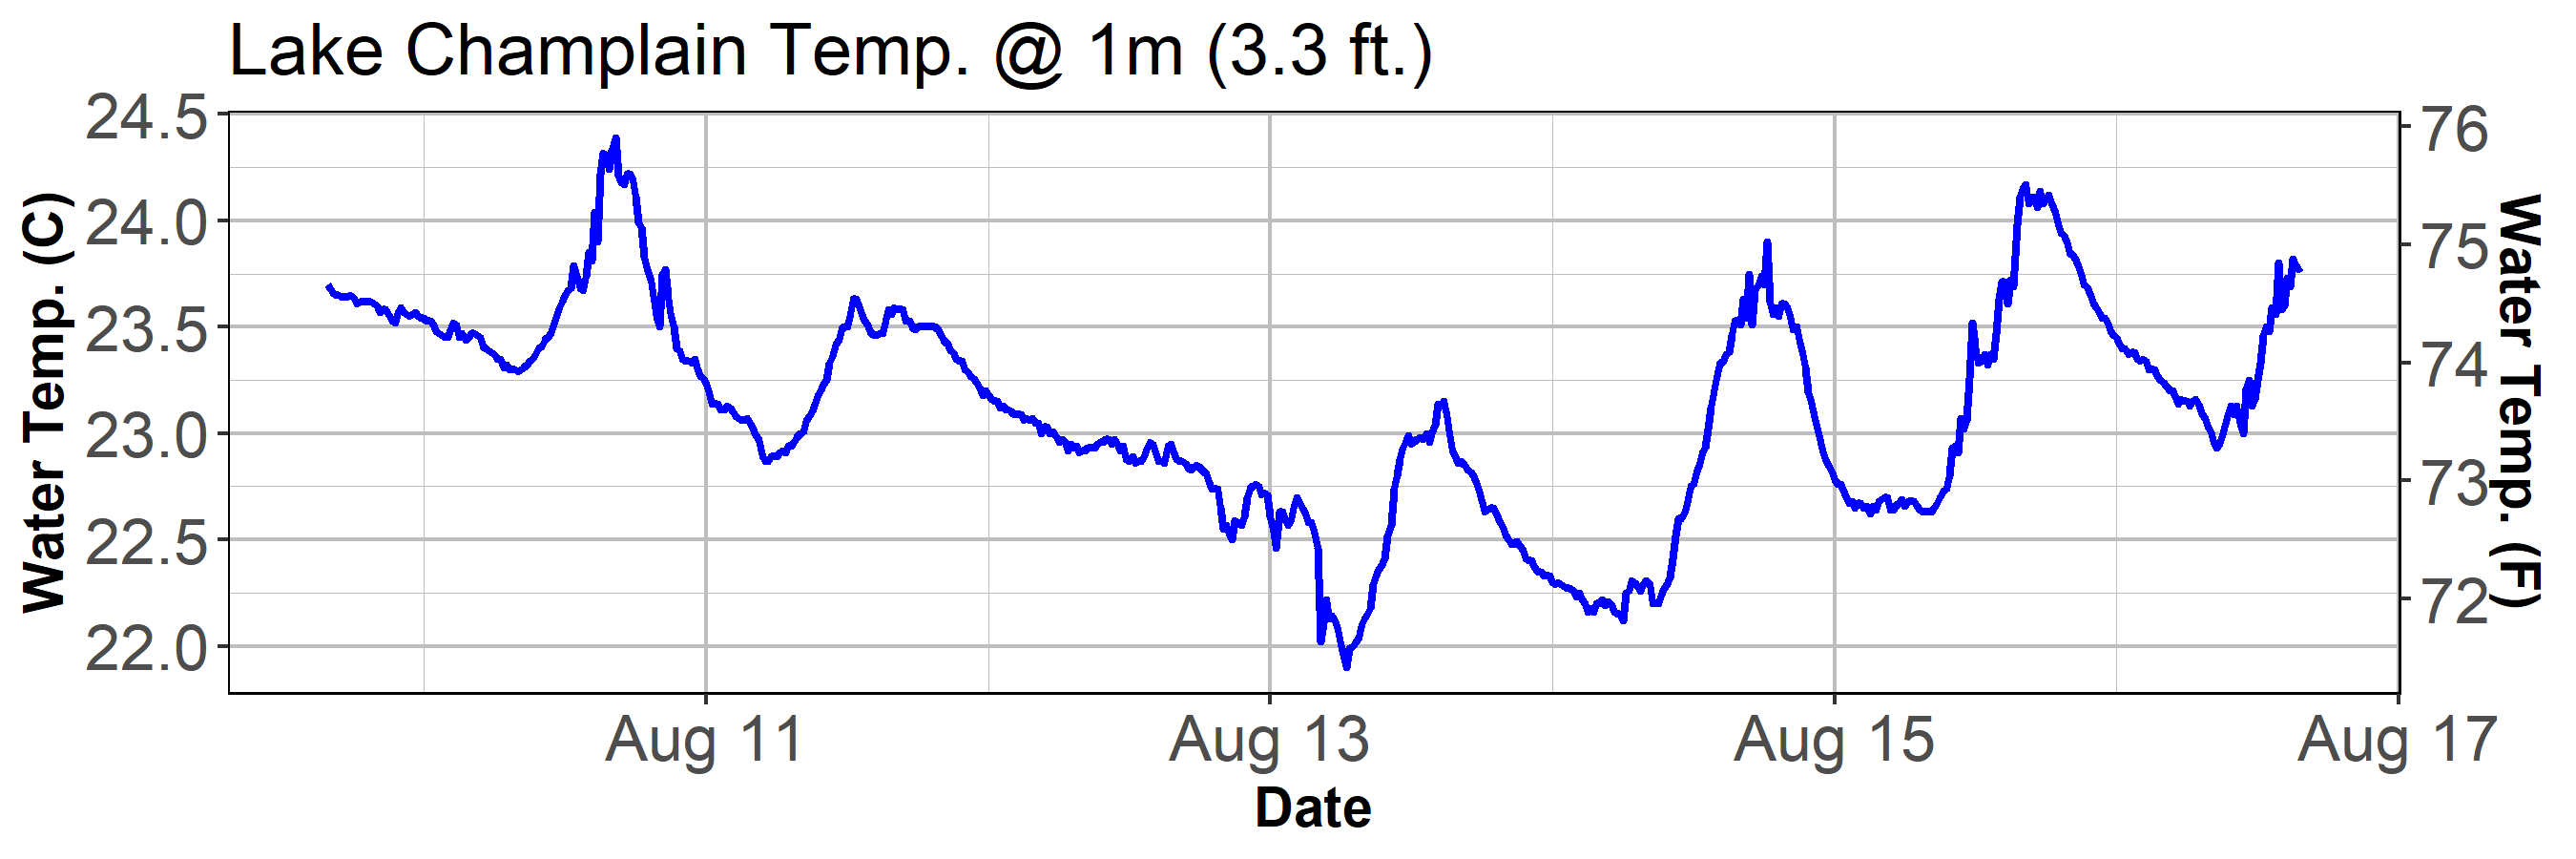 Lake Champlain Temp. @ 1m (3.3 ft.)
Water Temp. (C)
24.5
24.0
23.5
23.0
22.5
22.0
76
75
74
73
72
Water Temp. (F)
Aug 11
Aug 13
Aug 15
Aug 17
Date